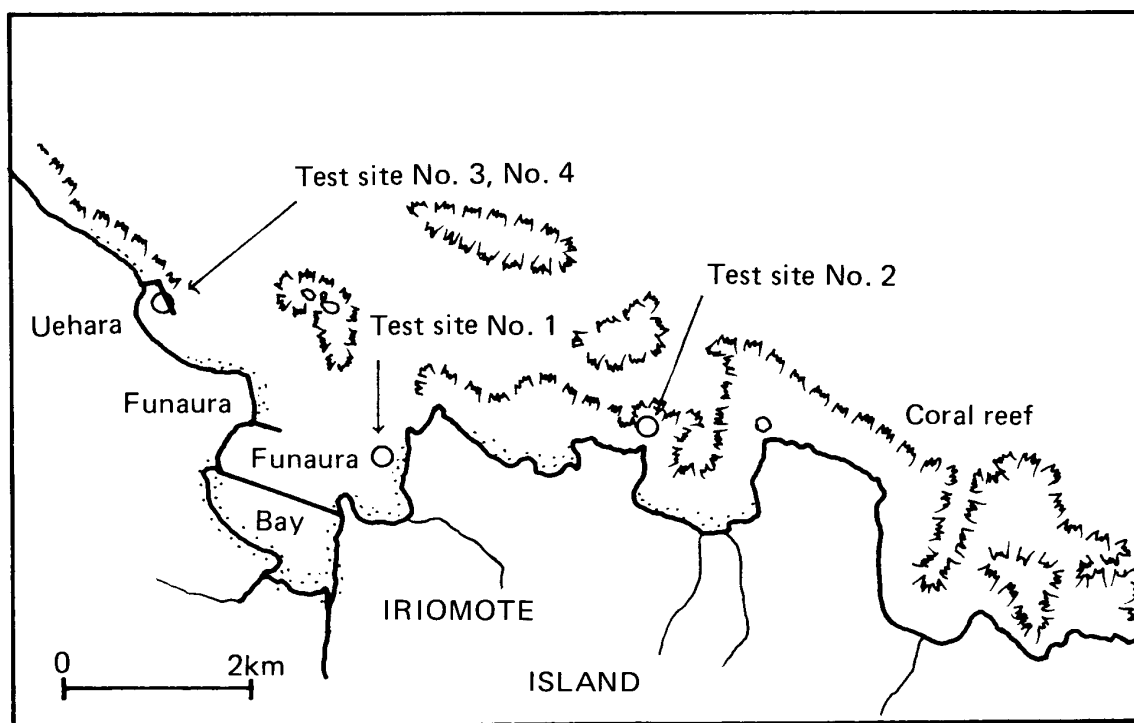 Test site No. 3, No. 4
Test site No. 2
Uehara
Test site No. 1
Funaura
Coral reef
Funaura
Bay
IRIOMOTE
0 2km
ISLAND